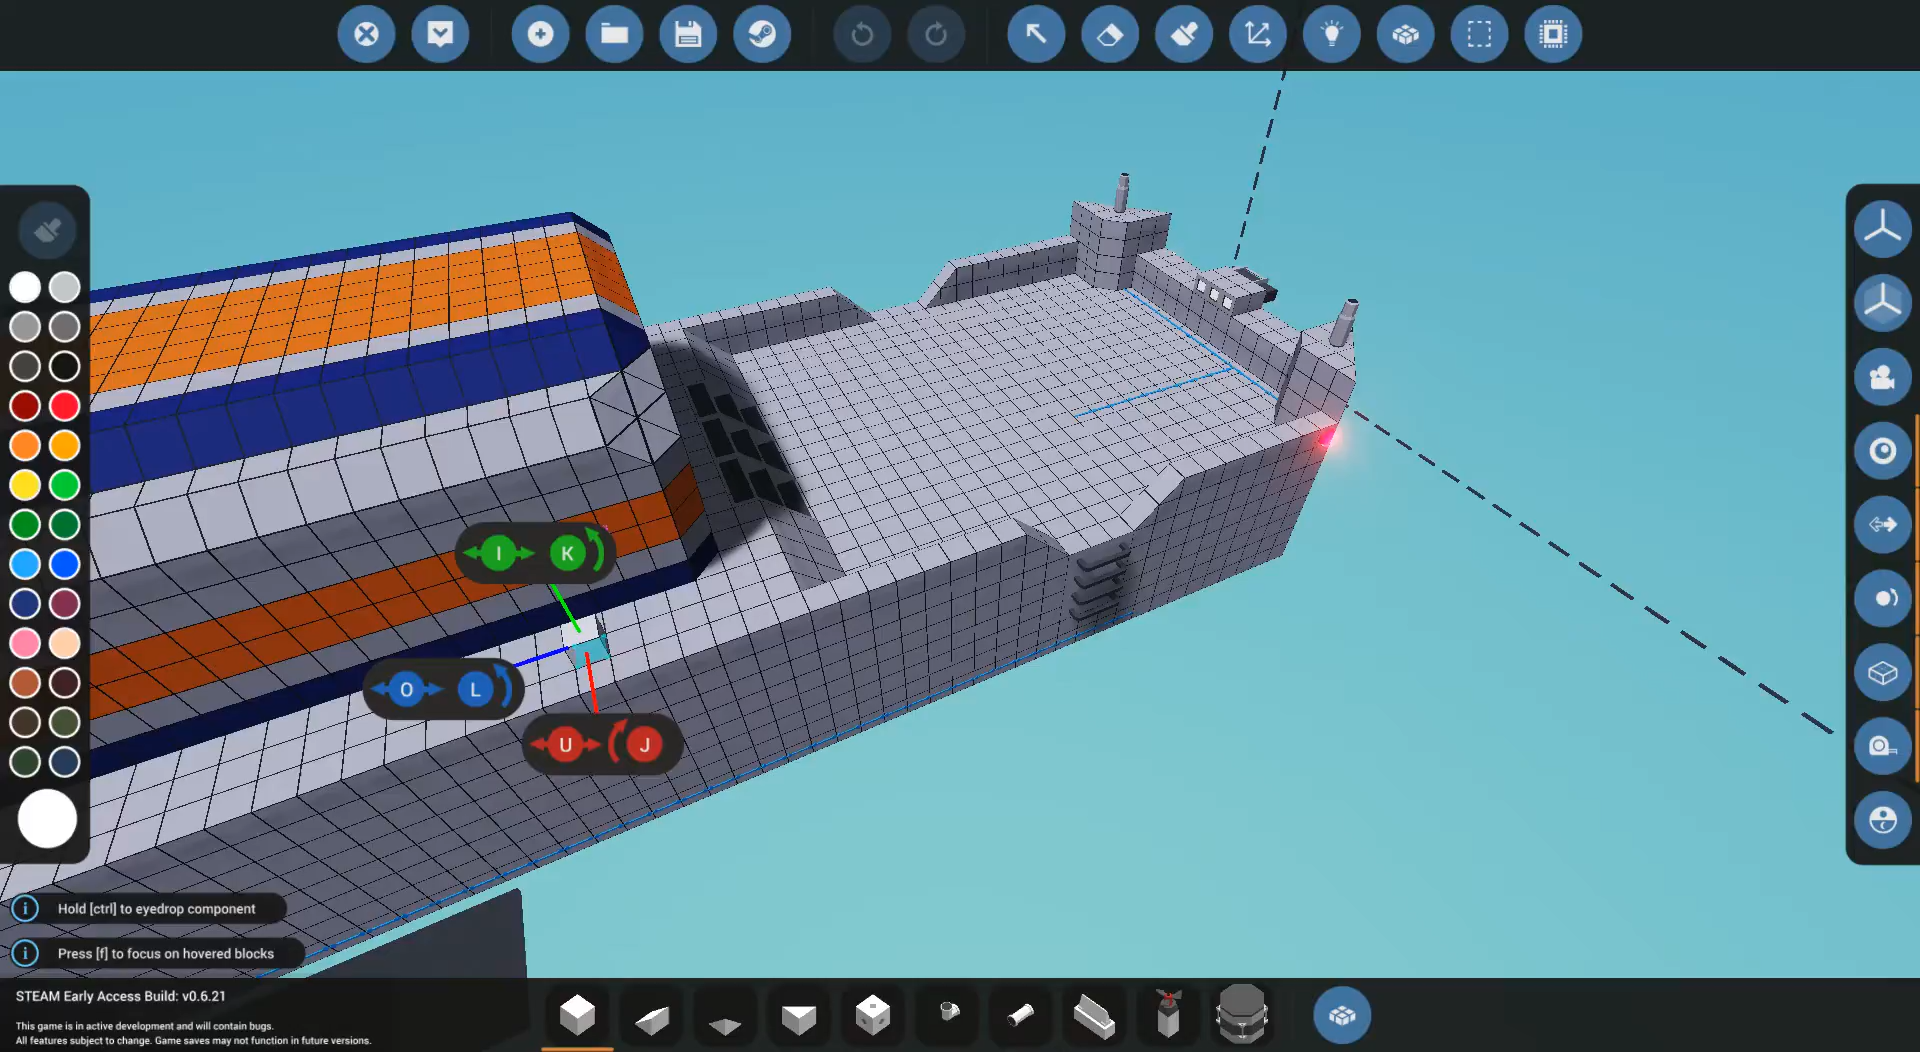 I K
O L
U J
Hold [ctrl] to eyedrop component
Press [f] to focus on hovered blocks
STEAM Early Access Build: v0.6.21
This game is in active development and will contain bugs.
All features subject to change. Game saves may not function in future versions.